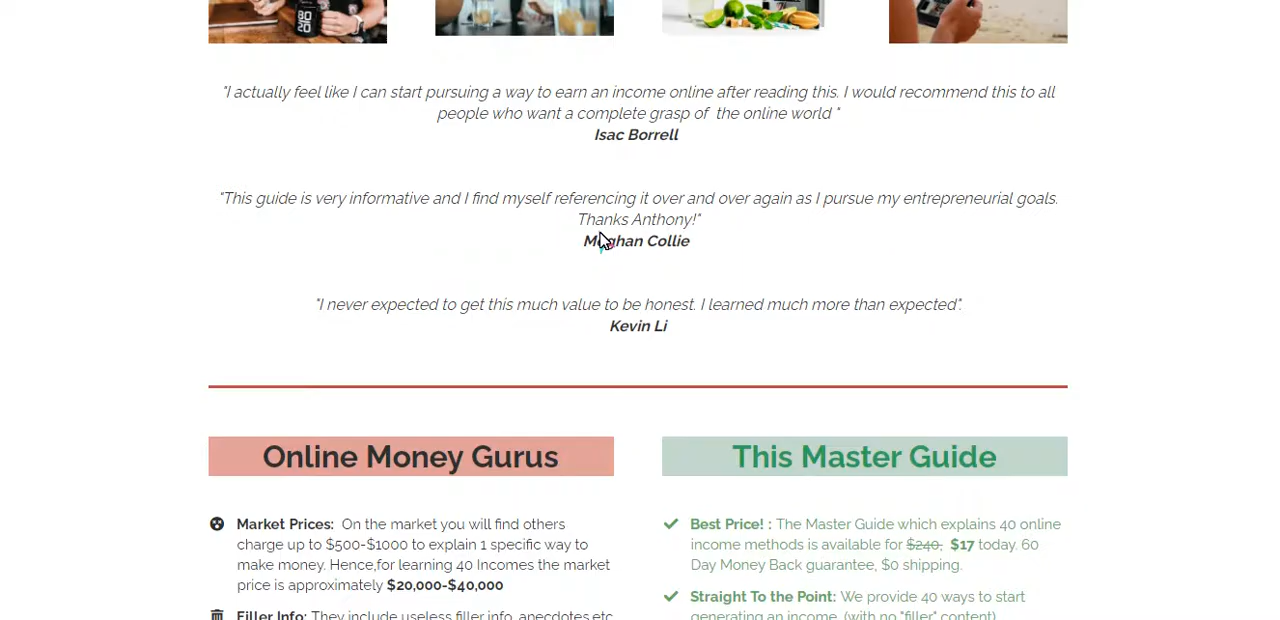 "I actually feel like I can start pursuing a way to earn an income online after reading this. I would recommend this to all
people who want a complete grasp of  the online world "
Isac Borrell
"This guide is very informative and I find myself referencing it over and over again as I pursue my entrepreneurial goals.
Thanks Anthony!"
Meghan Collie
"I never expected to get this much value to be honest. I learned much more than expected".
Kevin Li
Online Money Gurus
Market Prices:  On the market you will find others
charge up to $500-$1000 to explain 1 specific way to
make money. Hence,for learning 40 Incomes the market
price is approximately $20,000-$40,000
Filler Info: They include useless filler info, anecdotes,etc
This Master Guide
Best Price! : The Master Guide which explains 40 online
income methods is available for $240,  $17 today. 60
Day Money Back guarantee, $0 shipping.
Straight To the Point: We provide 40 ways to start
generating an income, (with no "filler" content)